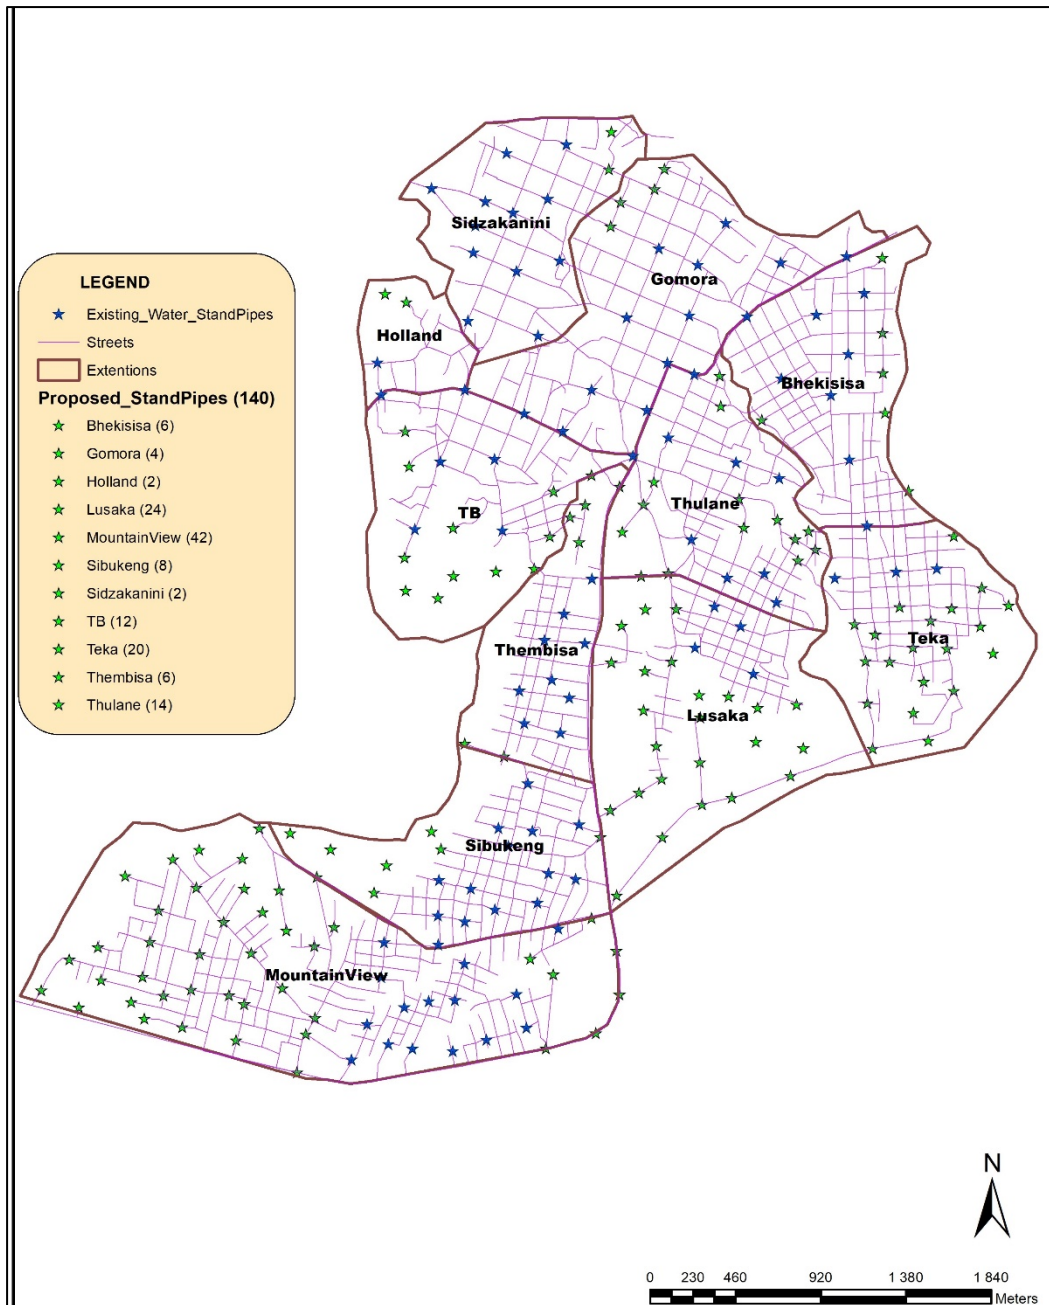 Sidzakanini
Gomora
LEGEND
Existing_Water_StandPipes
Streets
Extentions
Proposed_StandPipes (140)
Bhekisisa (6)
Gomora (4)
Holland (2)
Lusaka (24)
MountainView (42)
Sibukeng (8)
Sidzakanini (2)
TB (12)
Teka (20)
Thembisa (6)
Thulane (14)
Holland
Bhekisisa
TB
Thulane
Thembisa
Teka
Lusaka
Sibukeng
MountainView
N
0 230 460 920 1 380 1 840
Meters